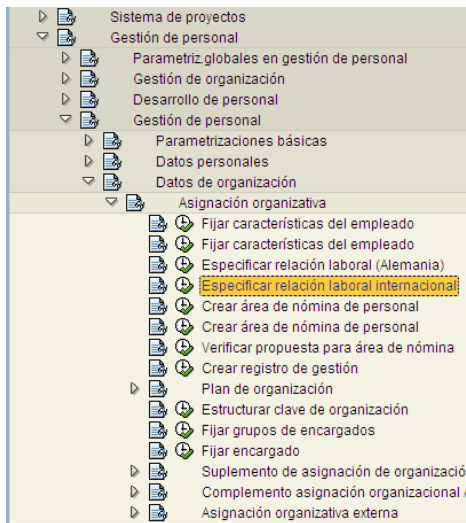 Sistema de proyectos
Gestión de personal
Parametriz.globales en gestión de personal
Gestión de organización
Desarrollo de personal
Gestión de personal
Parametrizaciones básicas
Datos personales
Datos de organización
Asignación organizativa
Fijar características del empleado
Fijar características del empleado
Especificar relación laboral (Alemania)
Especificar relación laboral internacional
Crear área de nómina de personal
Crear área de nómina de personal
Verificar propuesta para área de nómina
Crear registro de gestión
Plan de organización
Estructurar clave de organización
Fijar grupos de encargados
Fijar encargado
Suplemento de asignación de organizació
Complemento asignación organizacional
Asignación organizativa externa